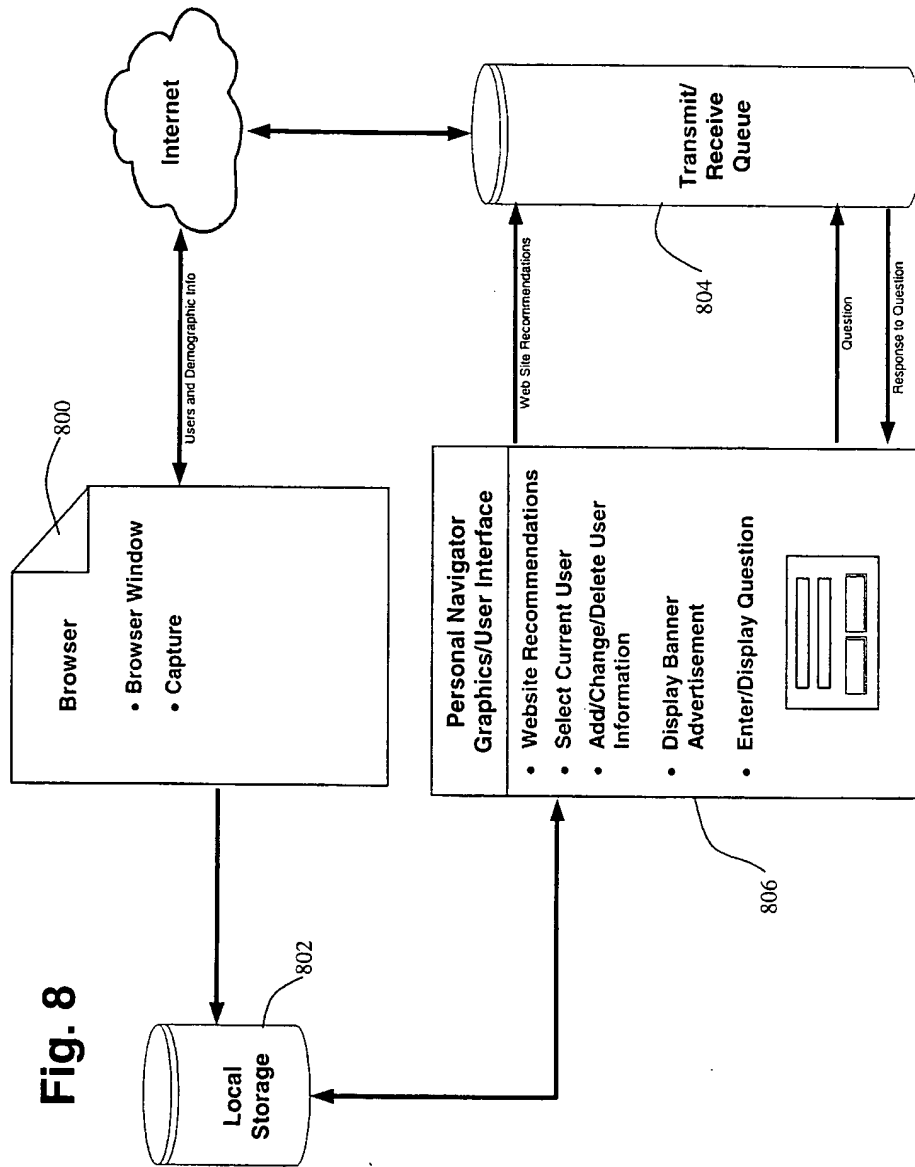 Fig. 8
Local
Storage
802
Browser
• Browser Window
• Capture
800
Users and Demographic Info
Internet
Personal Navigator
Graphics/User Interface
• Website Recommendations
• Select Current User
• Add/Change/Delete User
Information
• Display Banner
Advertisement
• Enter/Display Question
806
Web Site Recommendations
Question
Response to Question
804
Transmit/
Receive
Queue